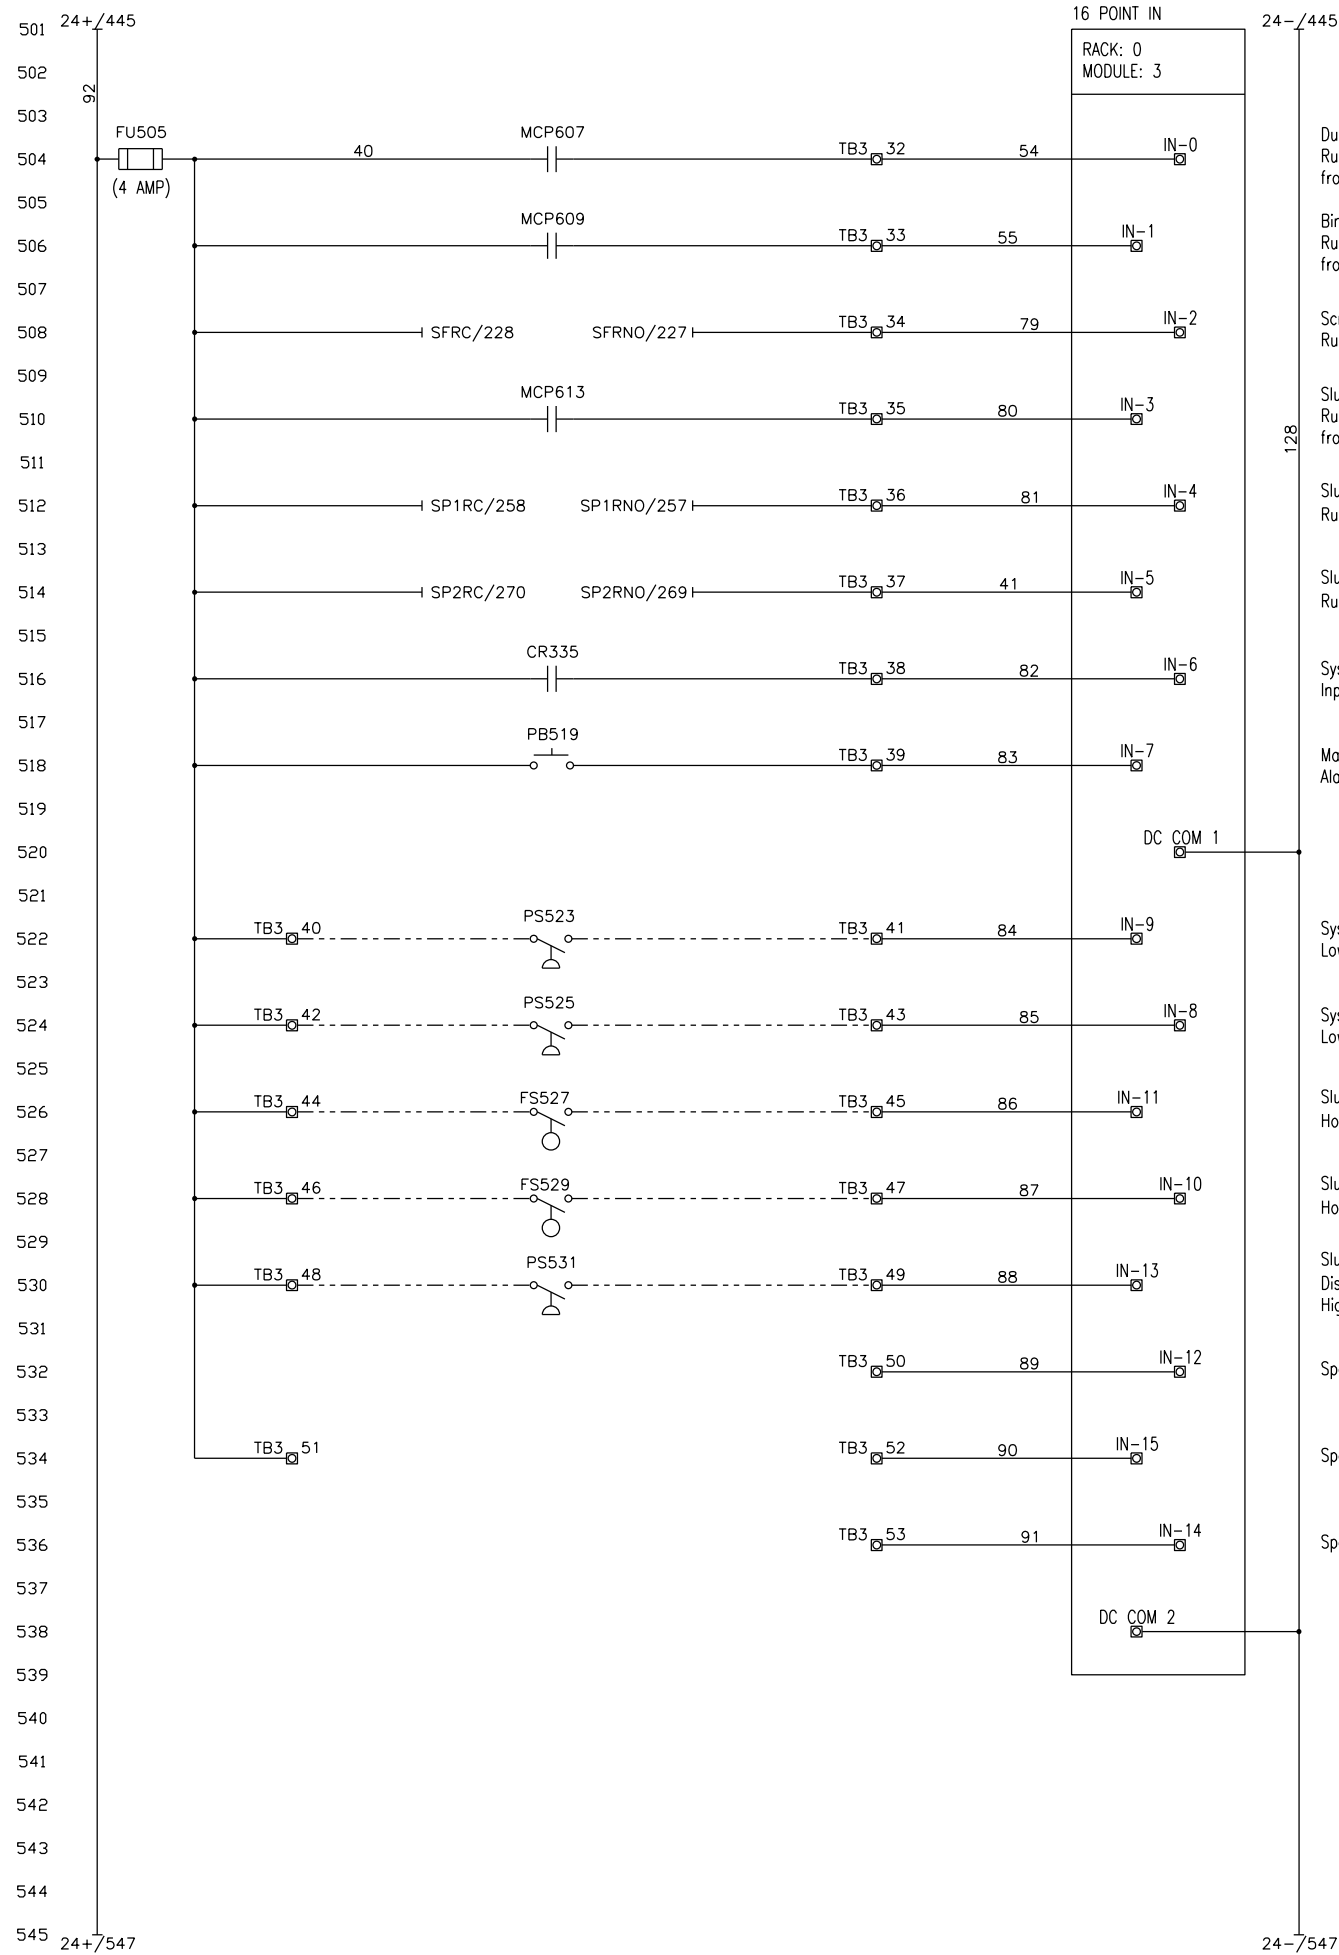 16 POINT IN
501 24+/445 24-/445
RACK: 0
502 MODULE: 3
92
503
FU505 MCP607
504 40 TB3 32 54 IN-0
(4 AMP)
505
MCP609
506 TB3 33 55 IN-1
507
508 SFRC/228 SFRNO/227 TB3 34 79 IN-2
509
MCP613
510 TB3 35 80 IN-3
128
511
512 SP1RC/258 SP1RNO/257 TB3 36 81 IN-4
513
514 SP2RC/270 SP2RNO/269 TB3 37 41 IN-5
515
CR335
516 TB3 38 82 IN-6
517
PB519
518 TB3 39 83 IN-7
519
DC COM 1
520
521
PS523
522 TB3 40 TB3 41 84 IN-9
523
PS525
524 TB3 42 TB3 43 85 IN-8
525
FS527
526 TB3 44 TB3 45 86 IN-11
527
FS529
528 TB3 46 TB3 47 87 IN-10
529
PS531
530 TB3 48 TB3 49 88 IN-13
531
532 TB3 50 89 IN-12
533
534 TB3 51 TB3 52 90 IN-15
535
536 TB3 53 91 IN-14
537
DC COM 2
538
539
540
541
542
543
544
545 24+/547 24-/547